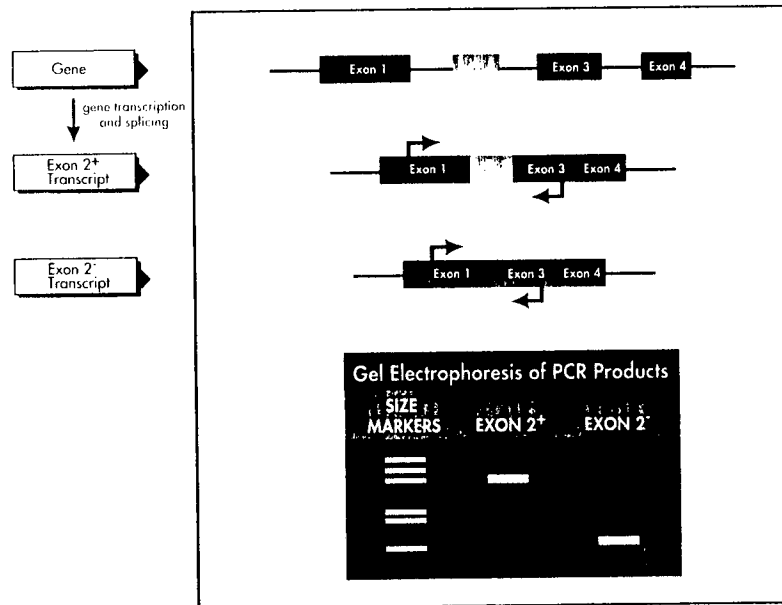 Gene
Exon 1
Exon 3
Exon 4
gene transcription
and splicing
Exon 2+
Transcript
Exon 1
Exon 3
Exon 4
Exon 2-
Transcript
Exon 1
Exon 3
Exon 4
Gel Electrophoresis of PCR Products
SIZE
MARKERS
EXON 2+
EXON 2-